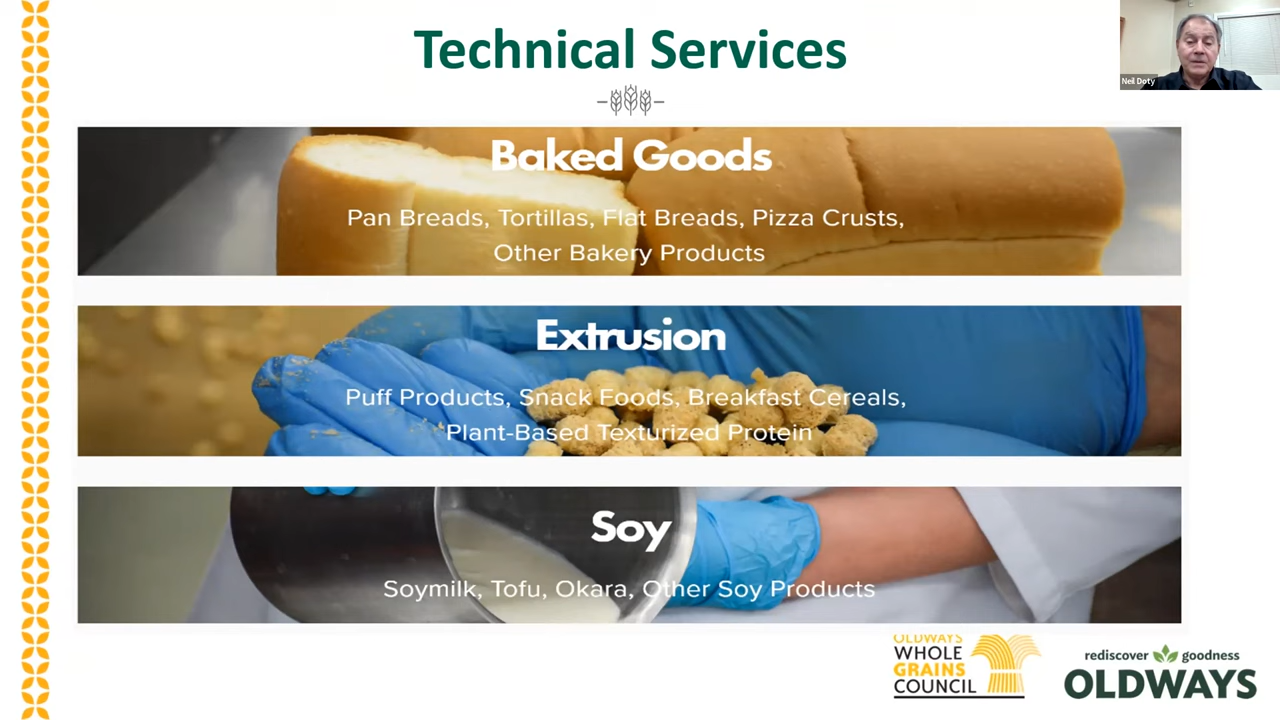 Technical Services
Neil Doty
Baked Goods
Pan Breads, Tortillas, Flat Breads, Pizza Crusts,
Other Bakery Products
Extrusion
Puff Products, Snack Foods, Breakfast Cereals,
Plant-Based Texturized Protein
Soy
Soymilk, Tofu, Okara, Other Soy Products
OLDWAYS
WHOLE
GRAINS
COUNCIL
rediscover goodness
OLDWAYS